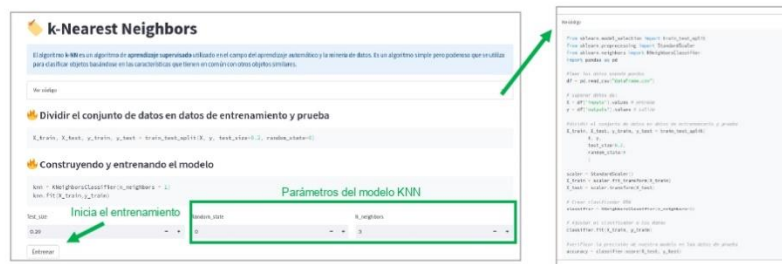 k-Nearest Neighbors
El algoritmo k-NN es un algoritmo de aprendizaje supervisado utilizado en el campo del aprendizaje automático y la minería de datos. Es un algoritmo simple pero poderoso que se utiliza
para clasificar objetos basándose en las características que tienen en común con otros objetos similares.
Ver código
Dividir el conjunto de datos en datos de entrenamiento y prueba
X_train, X_test, y_train, y_test = train_test_split(X, y, test_size=0.2, random_state=0)
Construyendo y entrenando el modelo
knn = KNeighborsClassifier(n_neighbors = 1)
knn.fit(X_train,y_train)
Inicia el entrenamiento
Parámetros del modelo KNN
Test_size
Random_state
N_neighbors
0.20
0
- +
3
- +
Entrenar
Ver código
from sklearn.model_selection import train_test_split
from sklearn.preprocessing import StandardScaler
from sklearn.neighbors import KNeighborsClassifier
import pandas as pd
df = pd.read_csv("dataframe.csv")
X_train, X_test, y_train, y_test = train_test_split(
X, y,
test_size=0.2,
random_state=0
)
scaler = StandardScaler()
X_train = scaler.fit_transform(X_train)
X_test = scaler.transform(X_test)
classifier.fit(X_train, y_train)
accuracy = classifier.score(X_test, y_test)